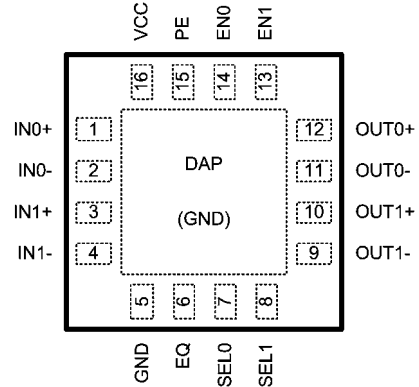 VCC PE EN0 EN1
16 15 14 13
IN0+ 1 12 OUT0+
IN0- 2 DAP 11 OUT0-
IN1+ 3 (GND) 10 OUT1+
IN1- 4 9 OUT1-
5 6 7 8
GND EQ SEL0 SEL1